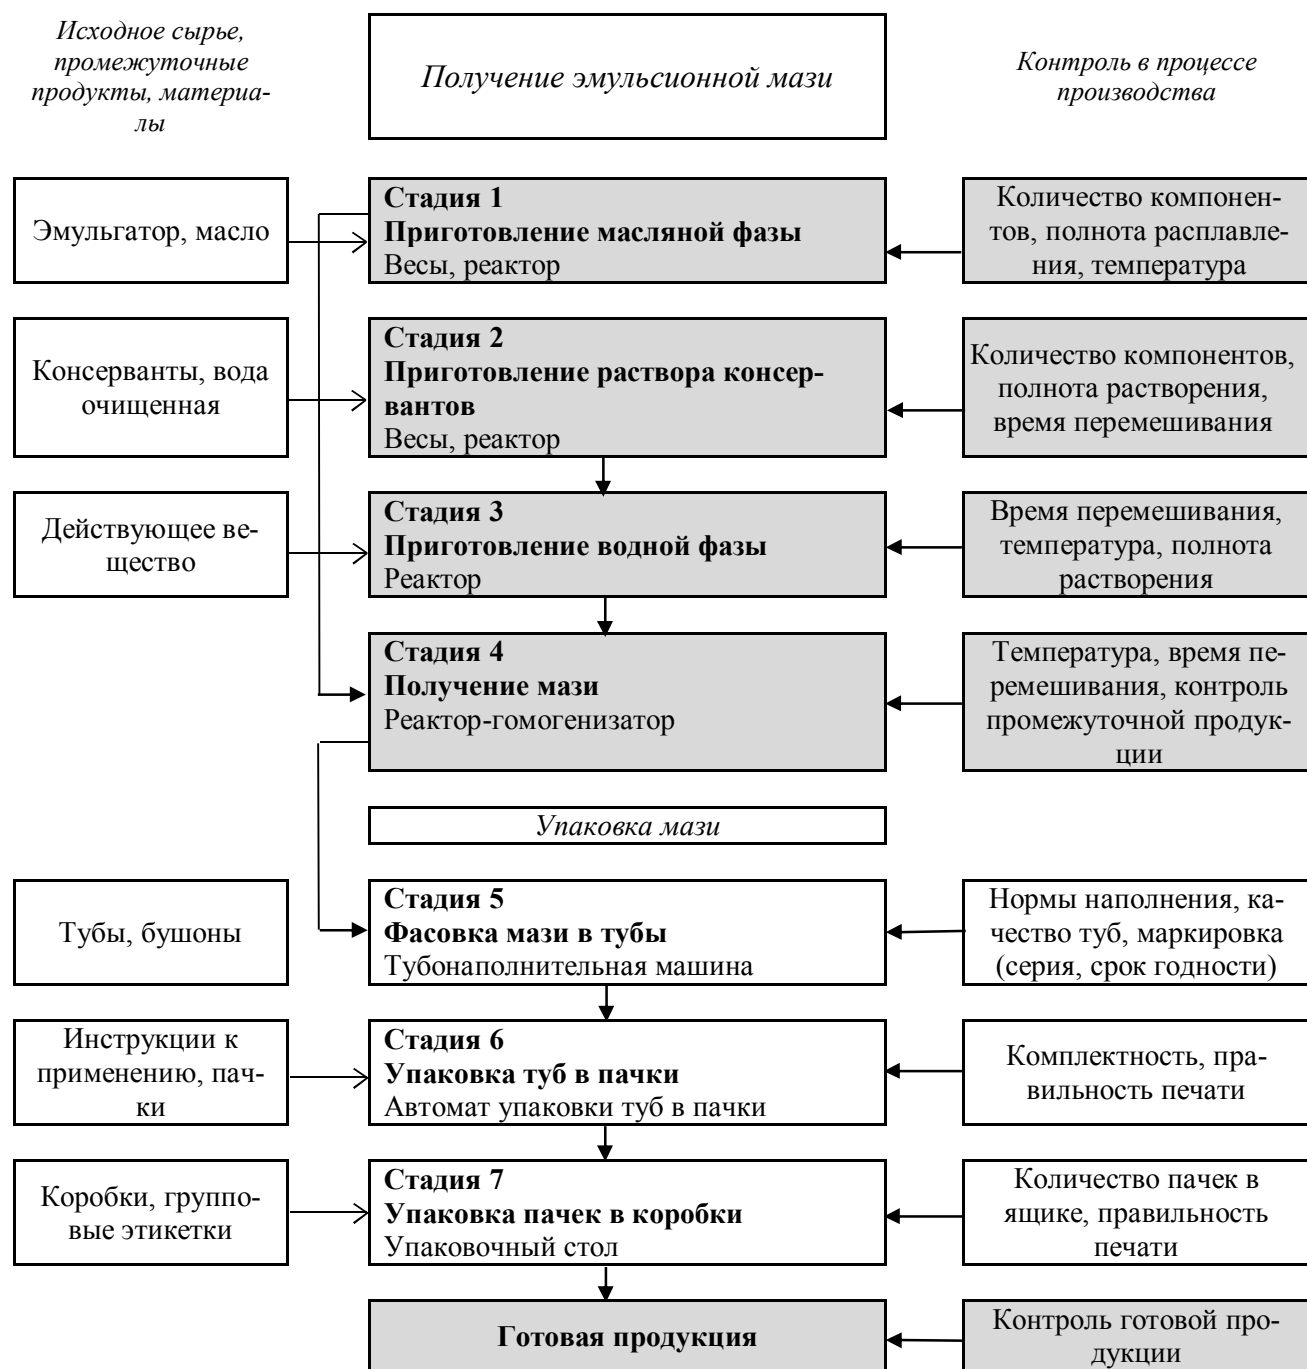 Исходное сырье,
промежуточные
продукты, материа-
лы
Получение эмульсионной мази
Контроль в процессе
производства
Эмульгатор, масло
Стадия 1
Приготовление масляной фазы
Весы, реактор
Количество компонен-
тов, полнота расплавле-
ния, температура
Консерванты, вода
очищенная
Стадия 2
Приготовление раствора консер-
вантов
Весы, реактор
Количество компонентов,
полнота растворения,
время перемешивания
Действующее ве-
щество
Стадия 3
Приготовление водной фазы
Реактор
Время перемешивания,
температура, полнота
растворения
Стадия 4
Получение мази
Реактор-гомогенизатор
Температура, время пе-
ремешивания, контроль
промежуточной продук-
ции
Упаковка мази
Тубы, бушоны
Стадия 5
Фасовка мази в тубы
Тубонаполнительная машина
Нормы наполнения, ка-
чество туб, маркировка
(серия, срок годности)
Инструкции к
применению, пач-
ки
Стадия 6
Упаковка туб в пачки
Автомат упаковки туб в пачки
Комплектность, пра-
вильность печати
Коробки, группо-
вые этикетки
Стадия 7
Упаковка пачек в коробки
Упаковочный стол
Количество пачек в
ящике, правильность
печати
Готовая продукция
Контроль готовой про-
дукции